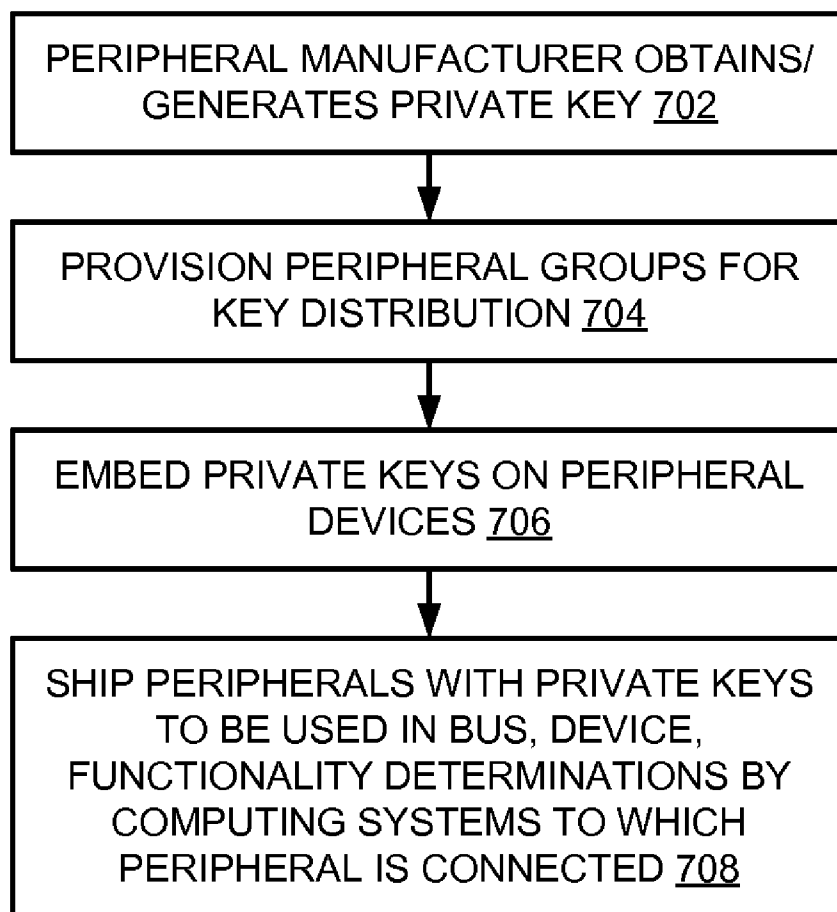 PERIPHERAL MANUFACTURER OBTAINS/
GENERATES PRIVATE KEY 702
PROVISION PERIPHERAL GROUPS FOR
KEY DISTRIBUTION 704
EMBED PRIVATE KEYS ON PERIPHERAL
DEVICES 706
SHIP PERIPHERALS WITH PRIVATE KEYS
TO BE USED IN BUS, DEVICE,
FUNCTIONALITY DETERMINATIONS BY
COMPUTING SYSTEMS TO WHICH
PERIPHERAL IS CONNECTED 708